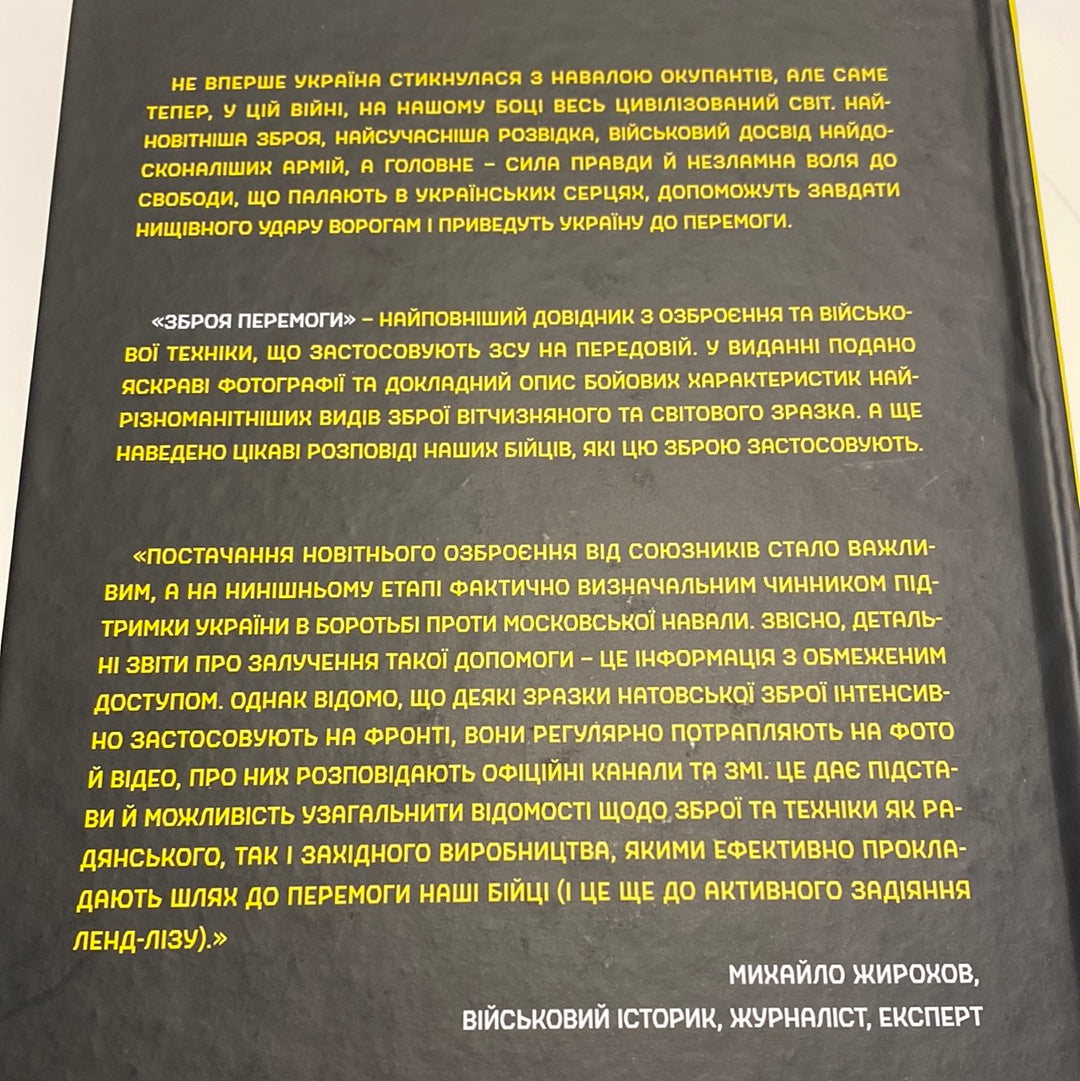 НЕ ВПЕРШЕ УКРАЇНА СТИКНУЛАСЯ З НАВАЛОЮ ОКУПАНТІВ, АЛЕ САМЕ
ТЕПЕР, У ЦІЙ ВІЙНІ, НА НАШОМУ БОЦІ ВЕСЬ ЦИВІЛІЗОВАНИЙ СВІТ. НАЙ-
НОВІТНІША ЗБРОЯ, НАЙСУЧАСНІША РОЗВІДКА, ВІЙСЬКОВИЙ ДОСВІД НАЙДО-
СКОНАЛІШИХ АРМІЙ, А ГОЛОВНЕ – СИЛА ПРАВДИ Й НЕЗЛАМНА ВОЛЯ ДО
СВОБОДИ, ЩО ПАЛАЮТЬ В УКРАЇНСЬКИХ СЕРЦЯХ, ДОПОМОЖУТЬ ЗАВДАТИ
НИЩІВНОГО УДАРУ ВОРОГАМ І ПРИВЕДУТЬ УКРАЇНУ ДО ПЕРЕМОГИ.
«ЗБРОЯ ПЕРЕМОГИ» – НАЙПОВНІШИЙ ДОВІДНИК З ОЗБРОЄННЯ ТА ВІЙСЬКО-
ВОЇ ТЕХНІКИ, ЩО ЗАСТОСОВУЮТЬ ЗСУ НА ПЕРЕДОВІЙ. У ВИДАННІ ПОДАНО
ЯСКРАВІ ФОТОГРАФІЇ ТА ДОКЛАДНИЙ ОПИС БОЙОВИХ ХАРАКТЕРИСТИК НАЙ-
РІЗНОМАНІТНІШИХ ВИДІВ ЗБРОЇ ВІТЧИЗНЯНОГО ТА СВІТОВОГО ЗРАЗКА. А ЩЕ
НАВЕДЕНО ЦІКАВІ РОЗПОВІДІ НАШИХ БІЙЦІВ, ЯКІ ЦЮ ЗБРОЮ ЗАСТОСОВУЮТЬ.
«ПОСТАЧАННЯ НОВІТНЬОГО ОЗБРОЄННЯ ВІД СОЮЗНИКІВ СТАЛО ВАЖЛИ-
ВИМ, А НА НИНІШНЬОМУ ЕТАПІ ФАКТИЧНО ВИЗНАЧАЛЬНИМ ЧИННИКОМ ПІД-
ТРИМКИ УКРАЇНИ В БОРОТЬБІ ПРОТИ МОСКОВСЬКОЇ НАВАЛИ. ЗВІСНО, ДЕТАЛЬ-
НІ ЗВІТИ ПРО ЗАЛУЧЕННЯ ТАКОЇ ДОПОМОГИ – ЦЕ ІНФОРМАЦІЯ З ОБМЕЖЕНИМ
ДОСТУПОМ. ОДНАК ВІДОМО, ЩО ДЕЯКІ ЗРАЗКИ НАТОВСЬКОЇ ЗБРОЇ ІНТЕНСИВ-
НО ЗАСТОСОВУЮТЬ НА ФРОНТІ, ВОНИ РЕГУЛЯРНО ПОТРАПЛЯЮТЬ НА ФОТО
Й ВІДЕО, ПРО НИХ РОЗПОВІДАЮТЬ ОФІЦІЙНІ КАНАЛИ ТА ЗМІ. ЦЕ ДАЄ ПІДСТА-
ВИ Й МОЖЛИВІСТЬ УЗАГАЛЬНИТИ ВІДОМОСТІ ЩОДО ЗБРОЇ ТА ТЕХНІКИ ЯК РА-
ДЯНСЬКОГО, ТАК І ЗАХІДНОГО ВИРОБНИЦТВА, ЯКИМИ ЕФЕКТИВНО ПРОКЛА-
ДАЮТЬ ШЛЯХ ДО ПЕРЕМОГИ НАШІ БІЙЦІ (І ЦЕ ЩЕ ДО АКТИВНОГО ЗАДІЯННЯ
ЛЕНД-ЛІЗУ).»
МИХАЙЛО ЖИРОХОВ,
ВІЙСЬКОВИЙ ІСТОРИК, ЖУРНАЛІСТ, ЕКСПЕРТ